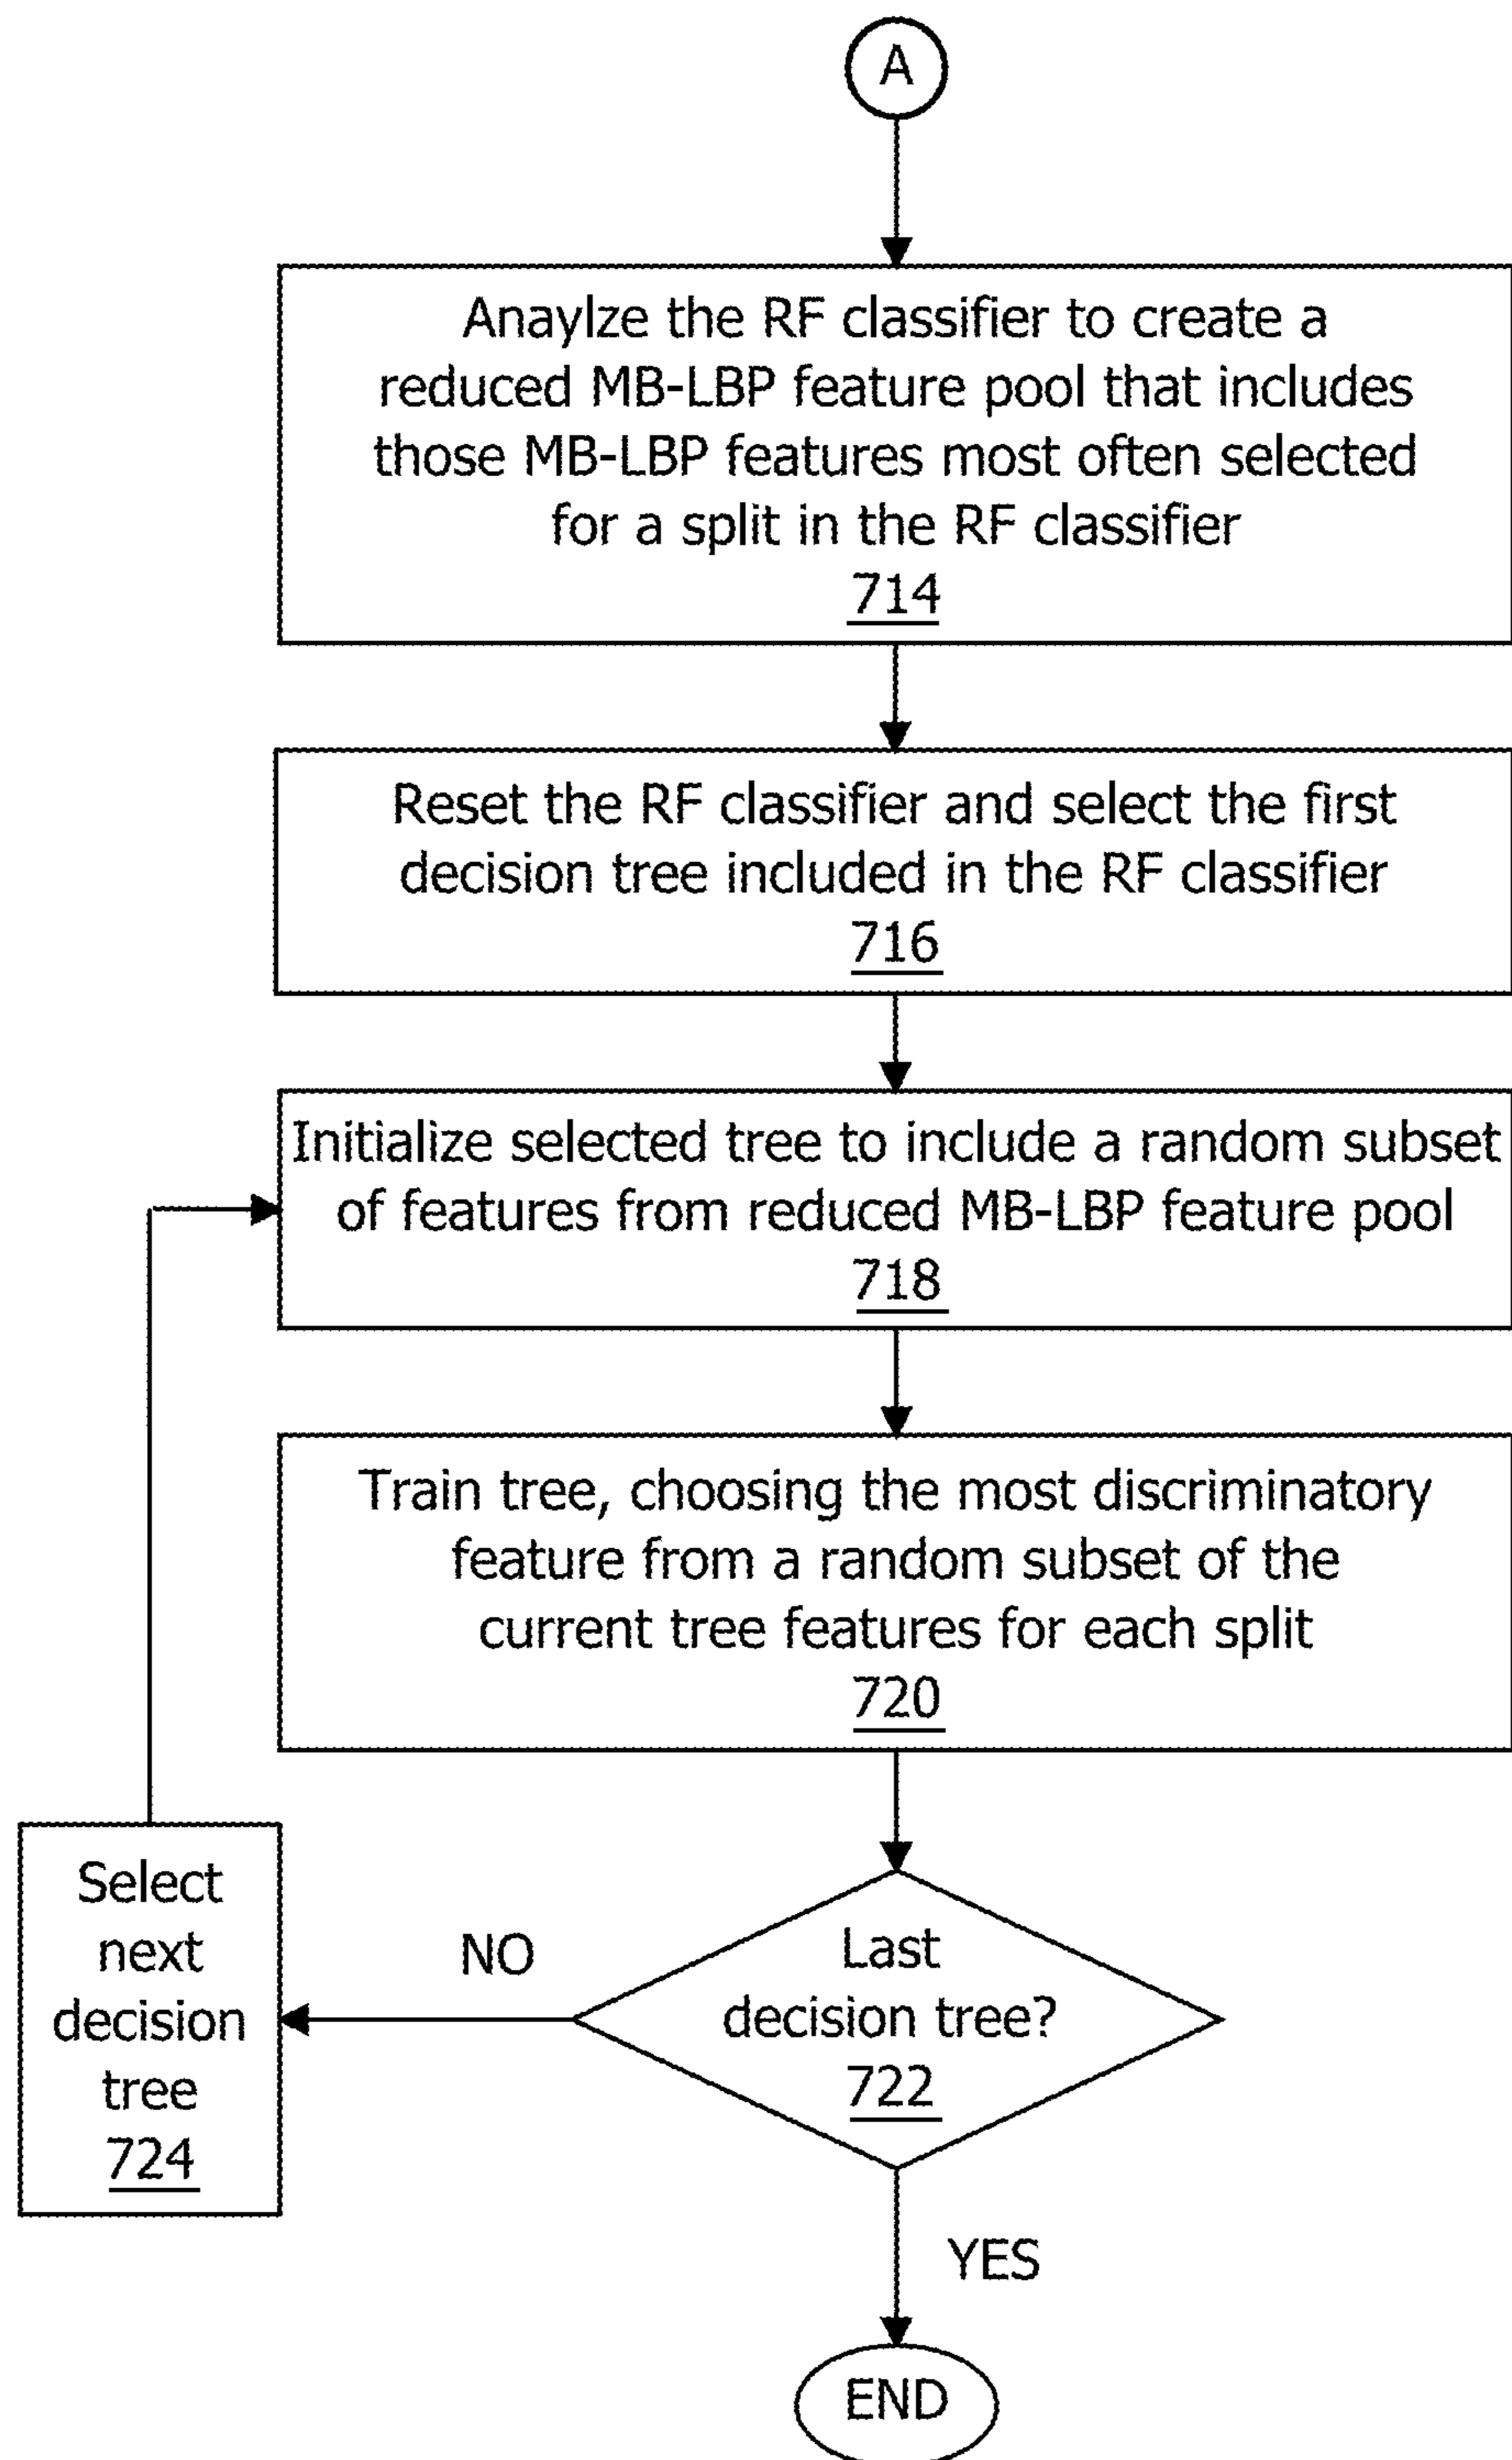 A
Anaylze the RF classifier to create a
reduced MB-LBP feature pool that includes
those MB-LBP features most often selected
for a split in the RF classifier
714
Reset the RF classifier and select the first
decision tree included in the RF classifier
716
Initialize selected tree to include a random subset
of features from reduced MB-LBP feature pool
718
Train tree, choosing the most discriminatory
feature from a random subset of the
current tree features for each split
720
Last
decision tree?
722
NO
Select
next
decision
tree
724
YES
END